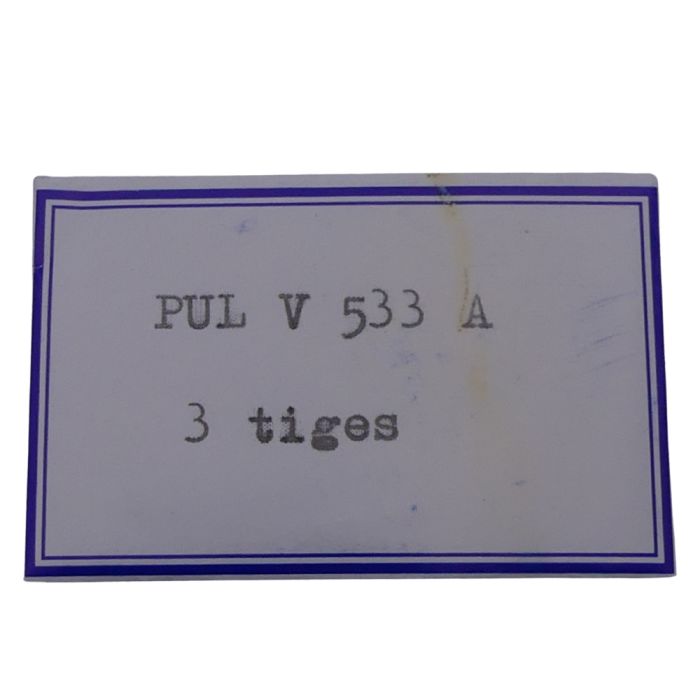 PUL V 533 A
3 tiges